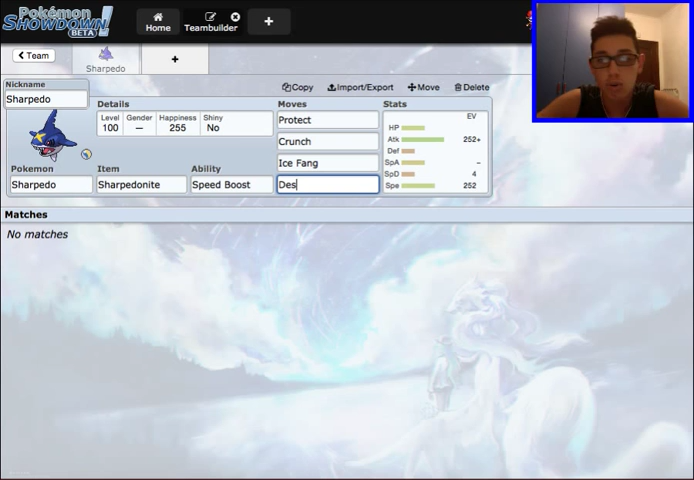 Pokémon
SHOWDOWN!
BETA!
Home
Teambuilder
+
< Team
Sharpedo
+
Nickname
Sharpedo
Copy
Import/Export
Move
Delete
Details
Level
100
Gender
—
Happiness
255
Shiny
No
Moves
Protect
Crunch
Ice Fang
Des
Stats
EV
HP
Atk 252+
Def
SpA –
SpD 4
Spe 252
Pokemon
Sharpedo
Item
Sharpedonite
Ability
Speed Boost
Matches
No matches